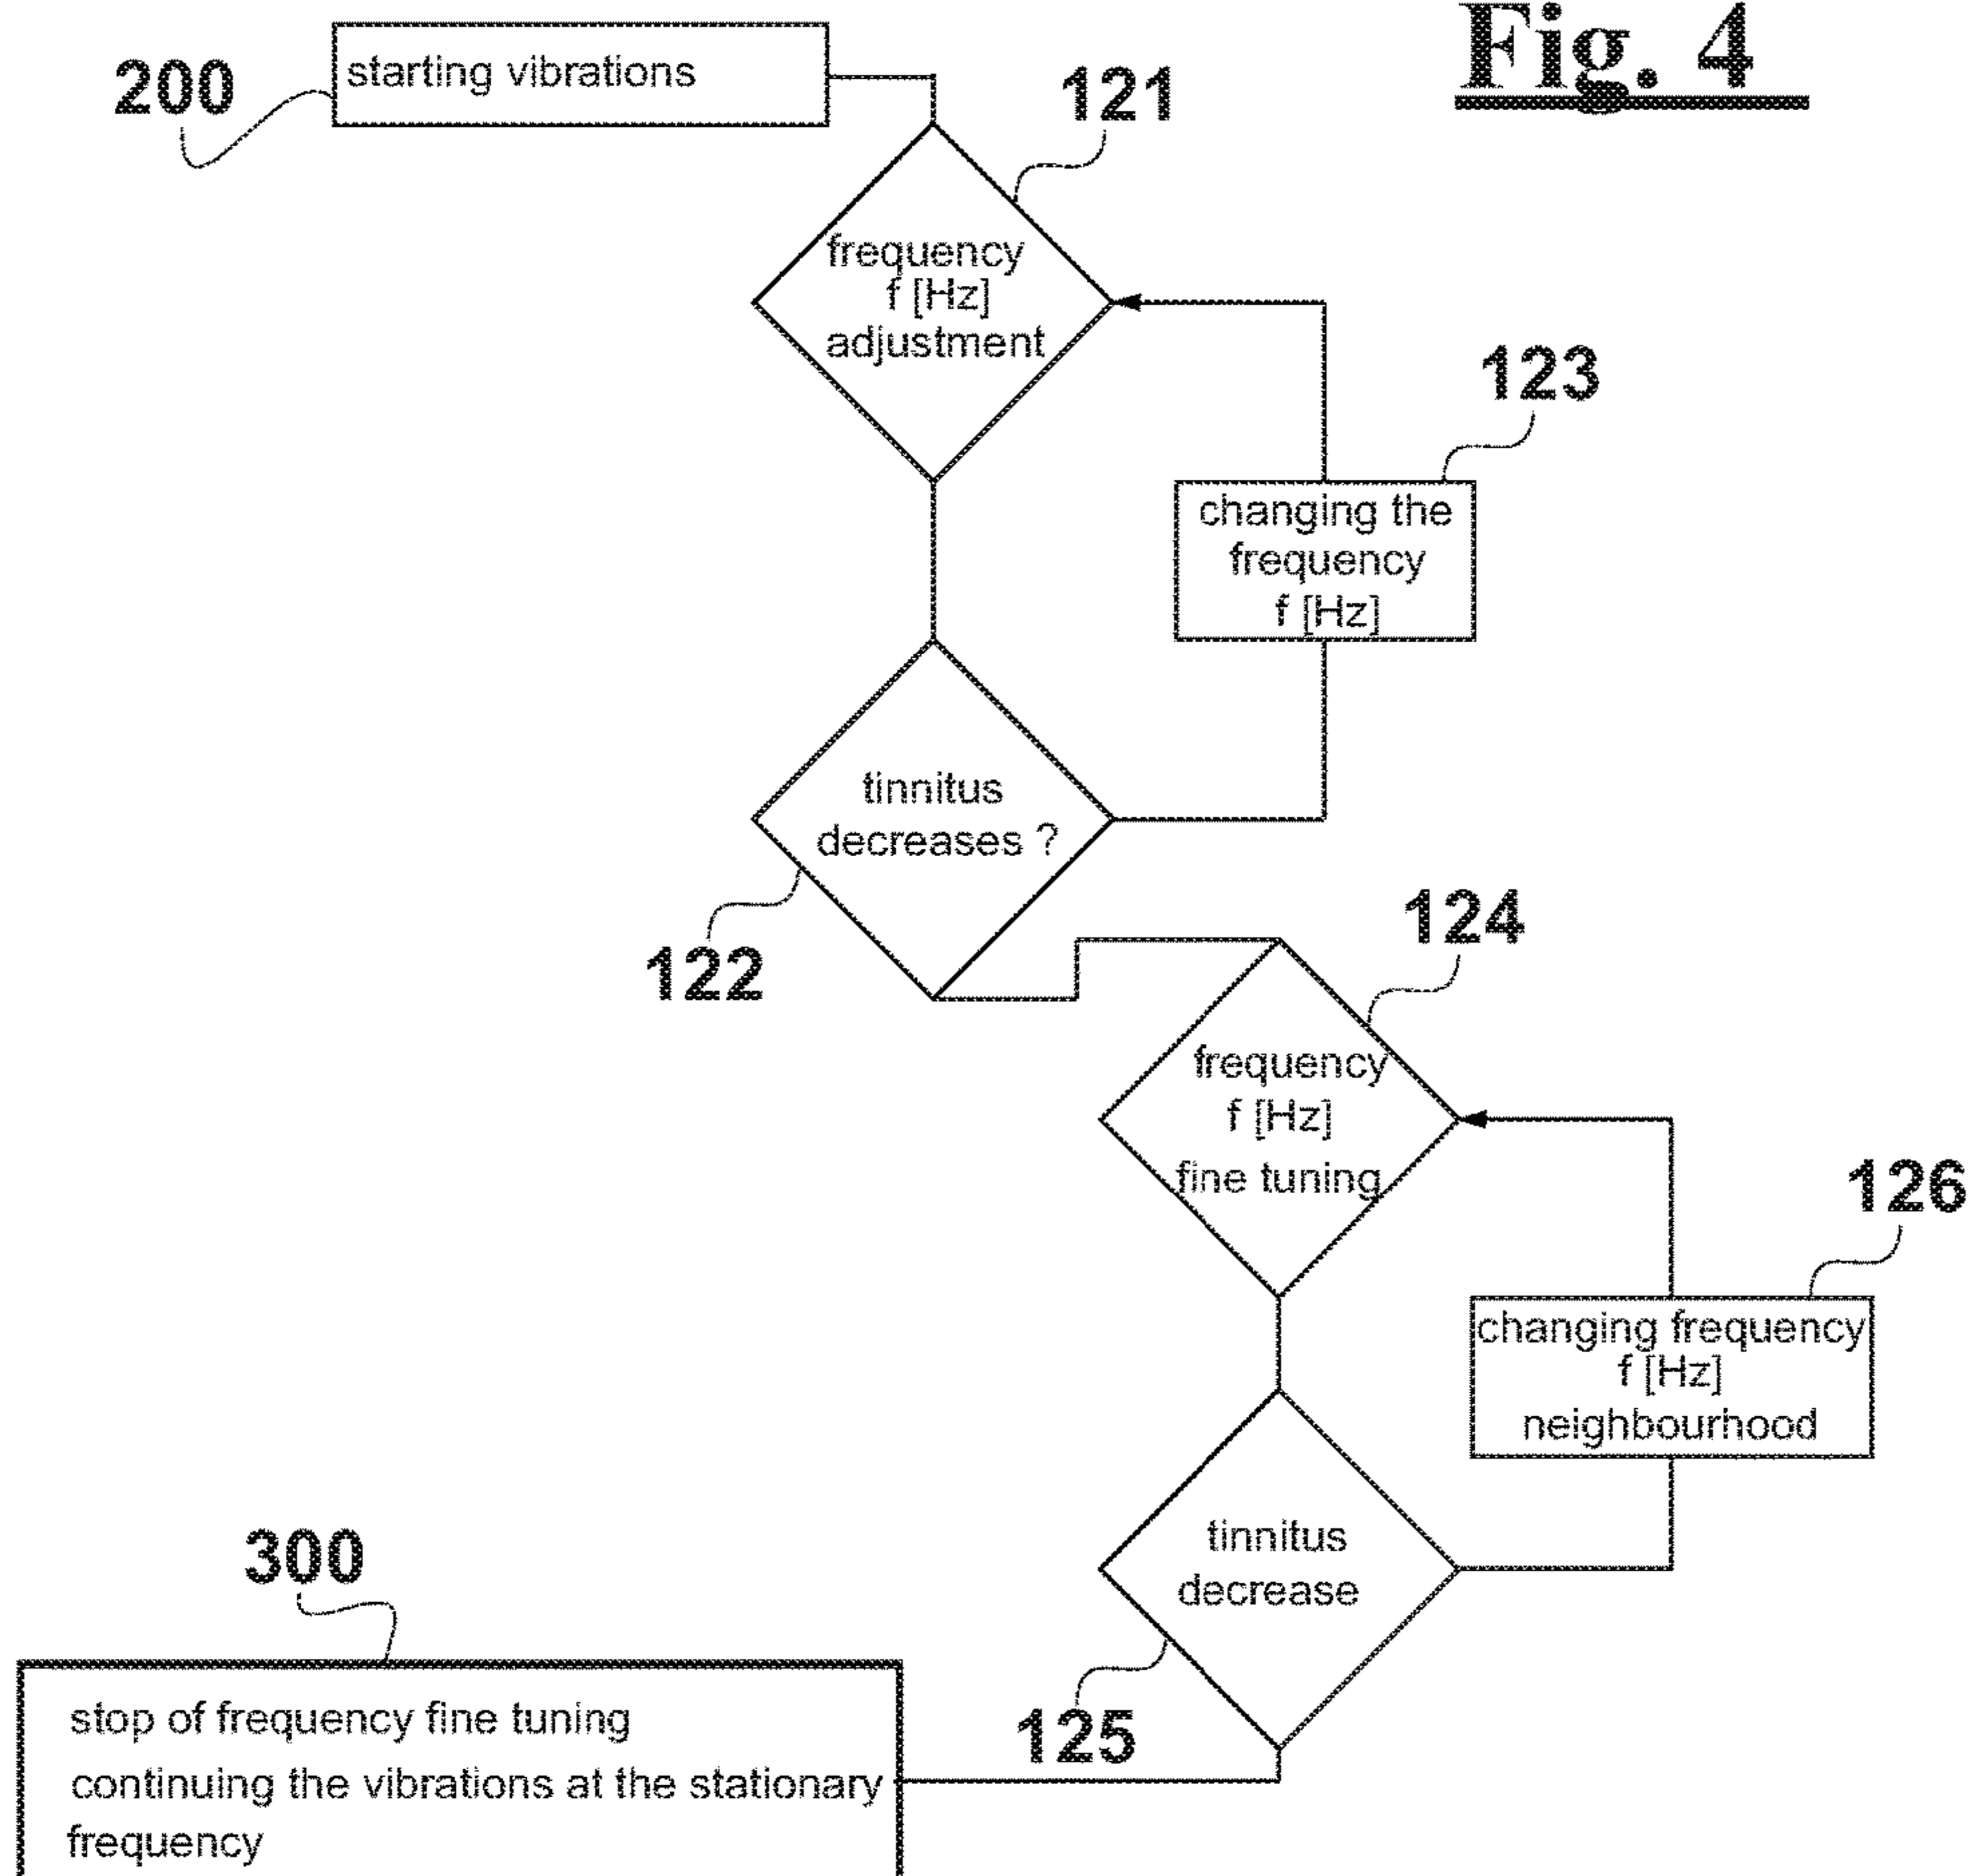 Fig. 4
200
starting vibrations
121
frequency
f [Hz]
adjustment
123
changing the
frequency
f [Hz]
tinnitus
decreases ?
122
124
frequency
f [Hz]
fine tuning
126
changing frequency
f [Hz]
neighbourhood
tinnitus
decrease
125
300
stop of frequency fine tuning
continuing the vibrations at the stationary
frequency